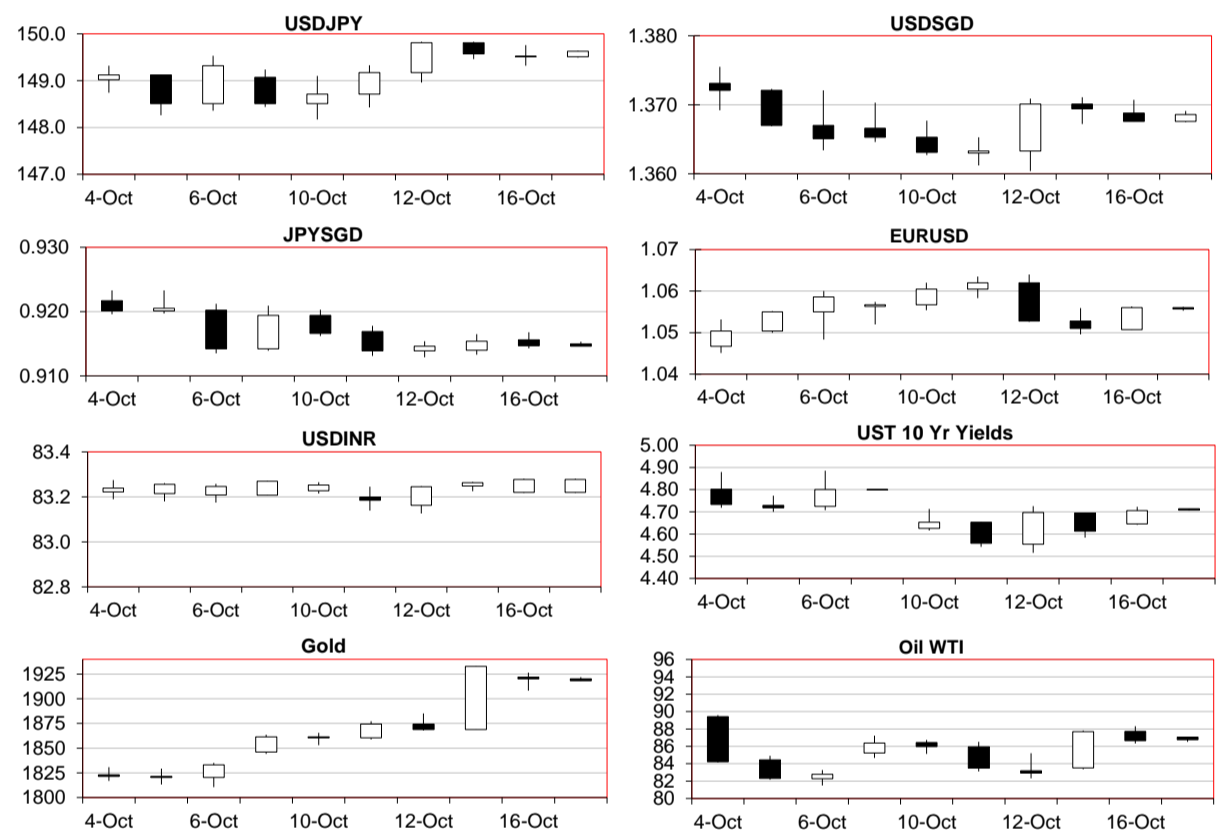 USDJPY
150.0
149.0
148.0
147.0
4-Oct 6-Oct 10-Oct 12-Oct 16-Oct
USDSGD
1.380
1.370
1.360
4-Oct 6-Oct 10-Oct 12-Oct 16-Oct
JPYSGD
0.930
0.920
0.910
4-Oct 6-Oct 10-Oct 12-Oct 16-Oct
EURUSD
1.07
1.06
1.05
1.04
4-Oct 6-Oct 10-Oct 12-Oct 16-Oct
USDINR
83.4
83.2
83.0
82.8
4-Oct 6-Oct 10-Oct 12-Oct 16-Oct
UST 10 Yr Yields
5.00
4.90
4.80
4.70
4.60
4.50
4.40
4-Oct 6-Oct 10-Oct 12-Oct 16-Oct
Gold
1925
1900
1875
1850
1825
1800
4-Oct 6-Oct 10-Oct 12-Oct 16-Oct
Oil WTI
96
94
92
90
88
86
84
82
80
4-Oct 6-Oct 10-Oct 12-Oct 16-Oct